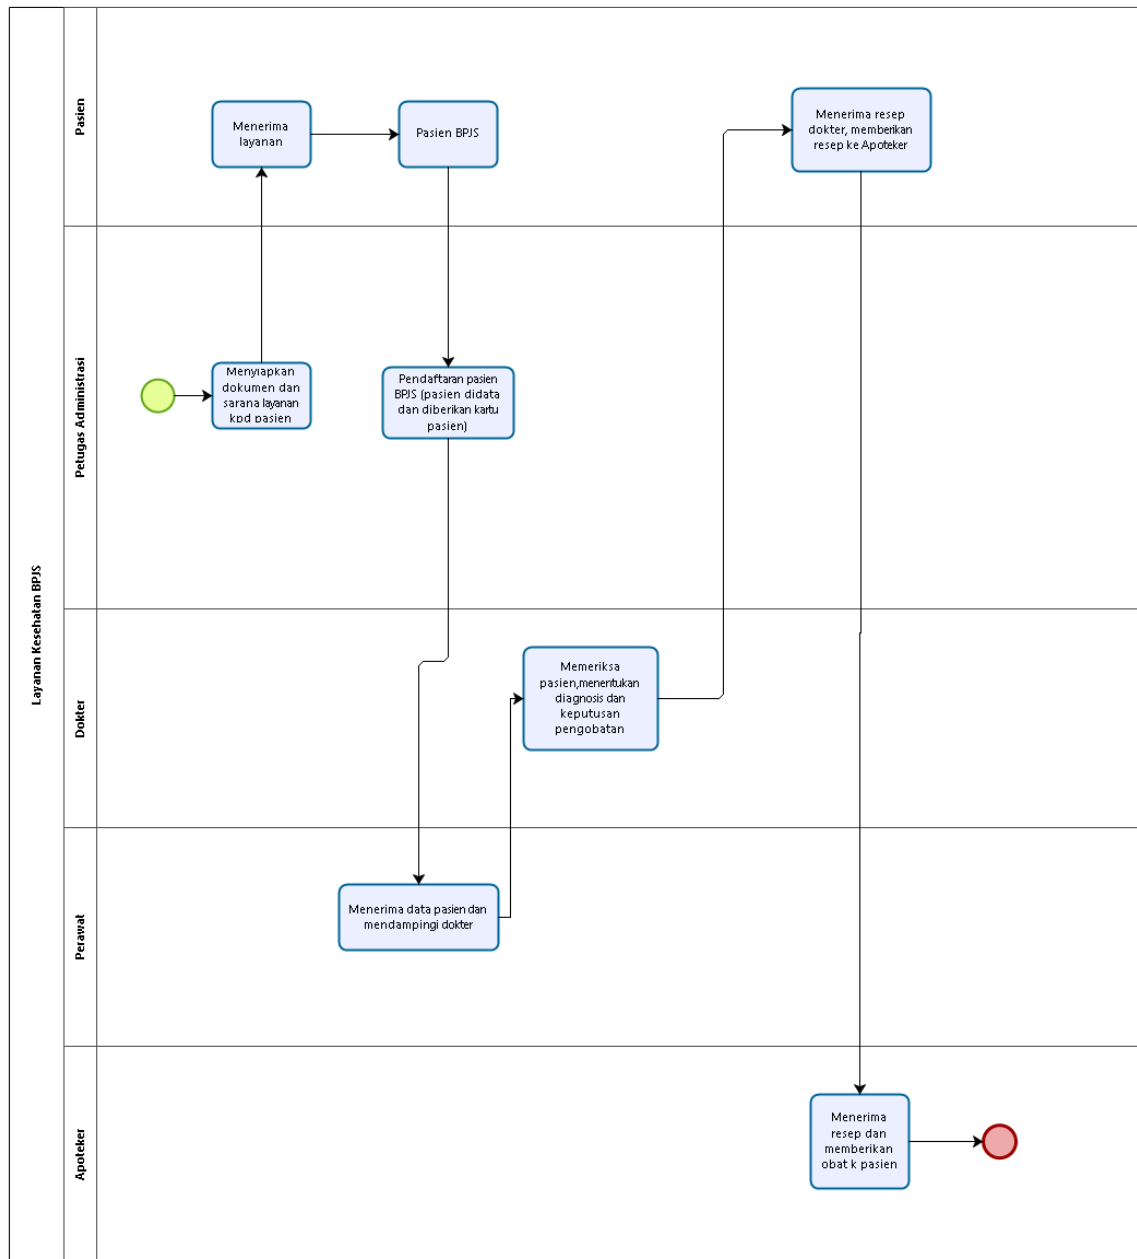 Layanan Kesehatan BPJS
Pasien
Menerima
layanan
Pasien BPJS
Menerima resep
dokter, memberikan
resep ke Apoteker
Petugas Administrasi
Menyiapkan
dokumen dan
sarana layanan
kpd pasien
Pendaftaran pasien
BPJS (pasien didata
dan diberikan kartu
pasien)
Dokter
Memeriksa
pasien,menentukan
diagnosis dan
keputusan
pengobatan
Perawat
Menerima data pasien dan
mendampingi dokter
Apoteker
Menerima
resep dan
memberikan
obat k pasien